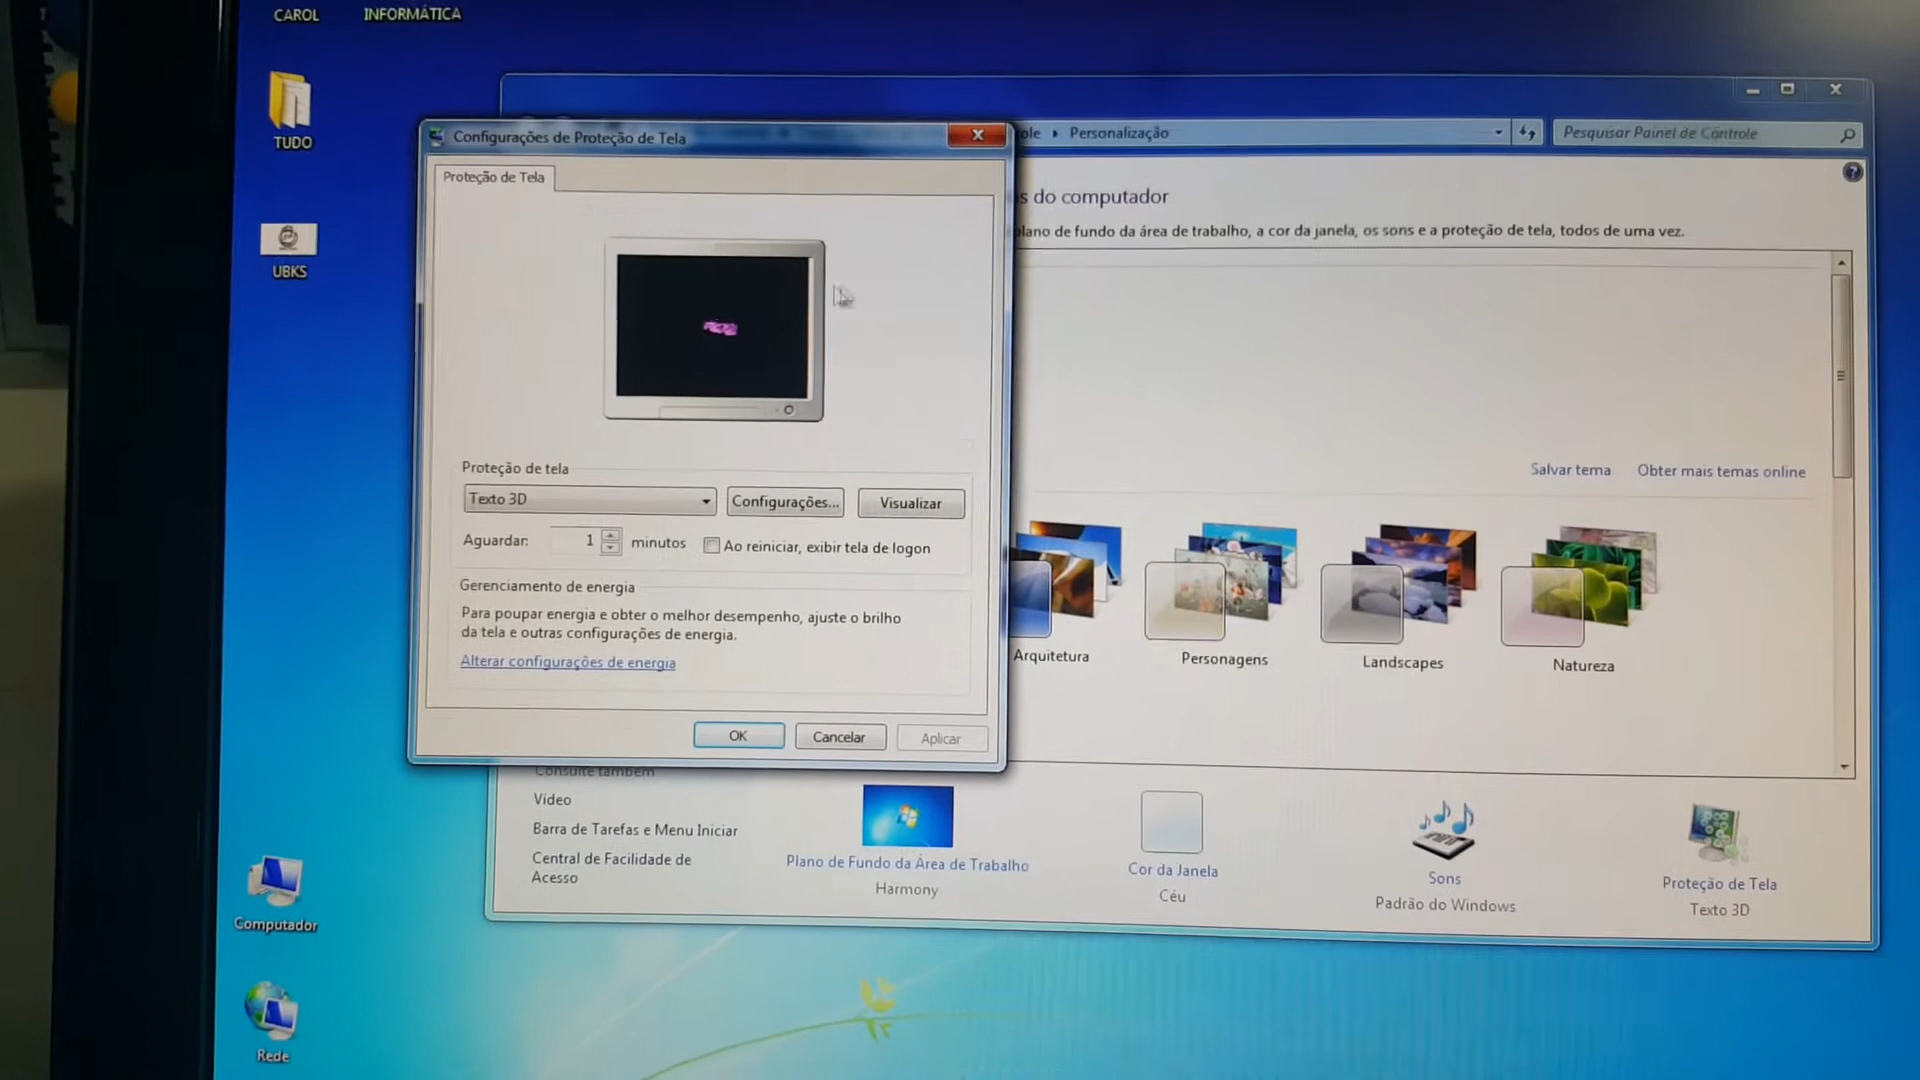 CAROL
INFORMÁTICA
TUDO
UBKS
Computador
Rede
Configurações de Proteção de Tela
Proteção de Tela
Proteção de tela
Texto 3D
Configurações...
Visualizar
Aguardar:
1
minutos
Ao reiniciar, exibir tela de logon
Gerenciamento de energia
Para poupar energia e obter o melhor desempenho, ajuste o brilho
da tela e outras configurações de energia.
Alterar configurações de energia
OK
Cancelar
Aplicar
Personalização
Pesquisar Painel de Controle
s do computador
plano de fundo da área de trabalho, a cor da janela, os sons e a proteção de tela, todos de uma vez.
Salvar tema
Obter mais temas online
Arquitetura
Personagens
Landscapes
Natureza
Consulte também
Vídeo
Barra de Tarefas e Menu Iniciar
Central de Facilidade de
Acesso
Plano de Fundo da Área de Trabalho
Harmony
Cor da Janela
Céu
Sons
Padrão do Windows
Proteção de Tela
Texto 3D